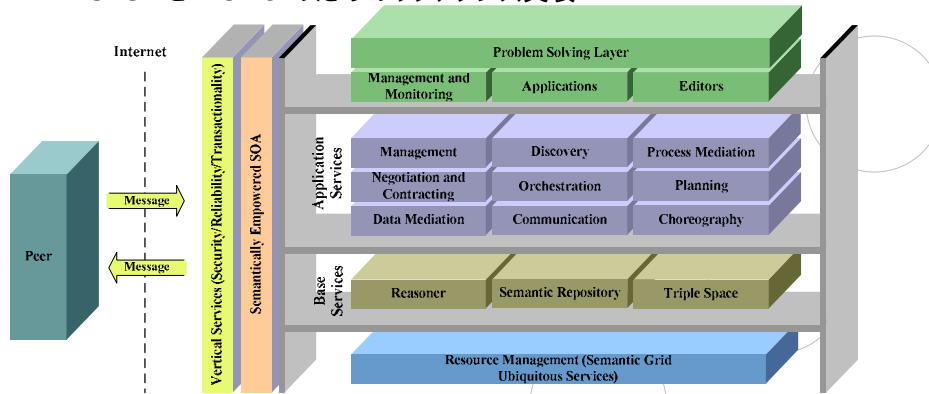 Internet
Problem Solving Layer
Management and
Monitoring
Applications
Editors
Vertical Services (Security/Reliability/Transactionality)
Semantically Empowered SOA
Application
Services
Management
Discovery
Process Mediation
Negotiation and
Contracting
Orchestration
Planning
Data Mediation
Communication
Choreography
Message
Peer
Message
Base
Services
Reasoner
Semantic Repository
Triple Space
Resource Management (Semantic Grid
Ubiquitous Services)